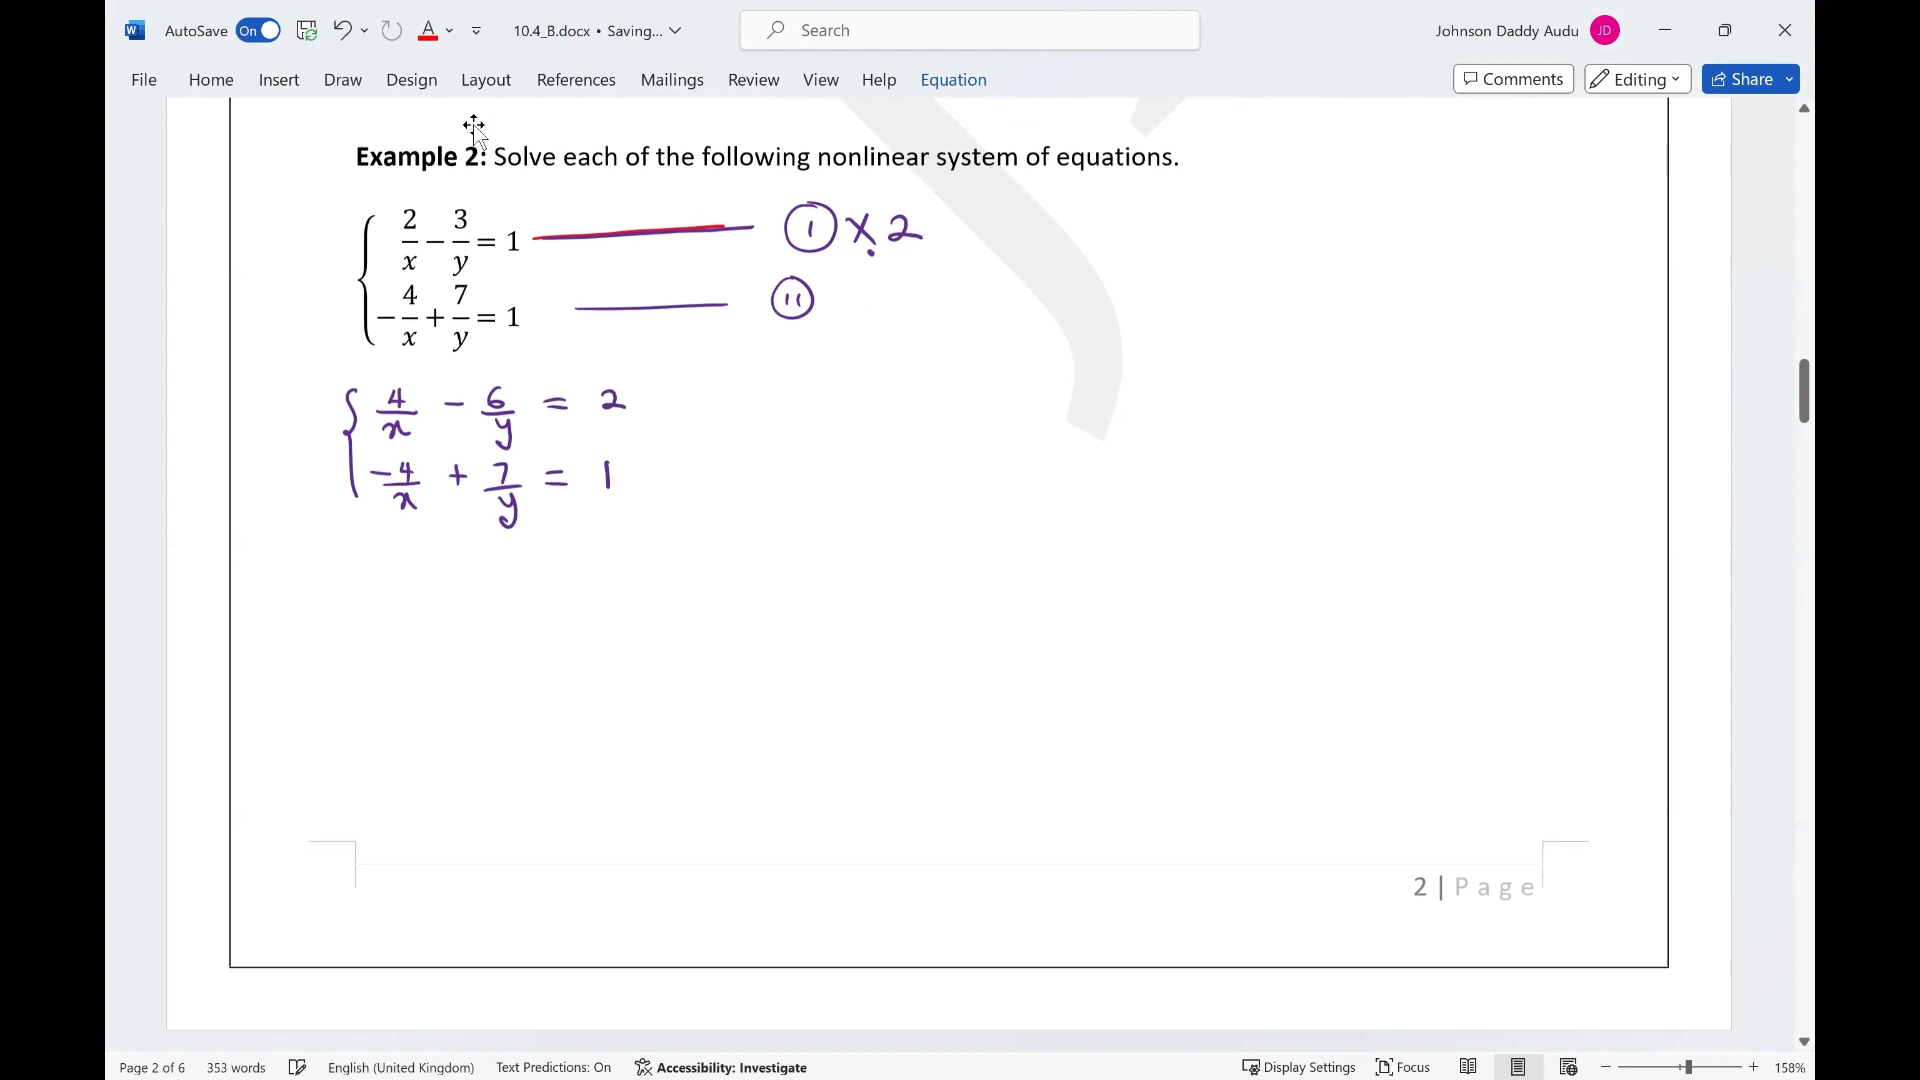 AutoSave On 10.4_B.docx • Saving... Search Johnson Daddy Audu JD
File Home Insert Draw Design Layout References Mailings Review View Help Equation Comments Editing Share
Example 2: Solve each of the following nonlinear system of equations.
2/x − 3/y = 1 (1) × 2
−4/x + 7/y = 1 (11)
4/x − 6/y = 2
−4/x + 7/y = 1
2 | Page
Page 2 of 6 353 words English (United Kingdom) Text Predictions: On Accessibility: Investigate Display Settings Focus 158%